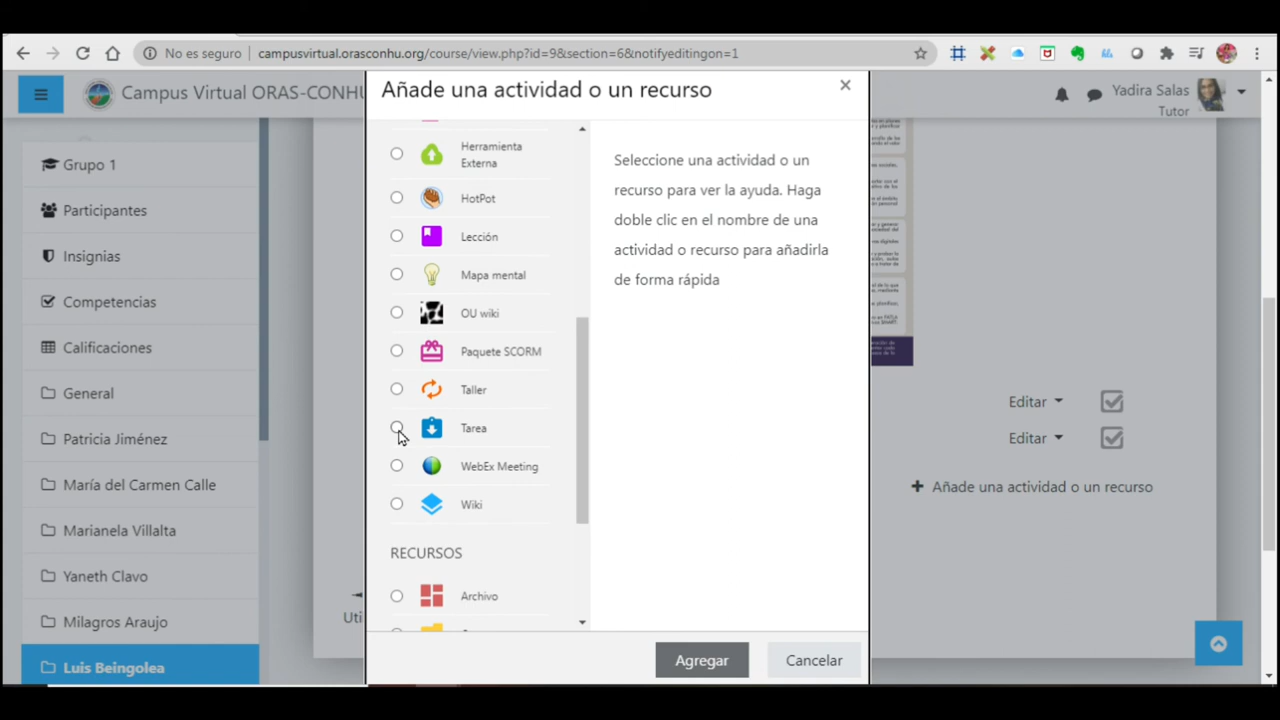 No es seguro
campusvirtual.orasconhu.org/course/view.php?id=9&section=6&notifyeditingon=1
Campus Virtual ORAS-CONHU
Yadira Salas
Tutor
Grupo 1
Participantes
Insignias
Competencias
Calificaciones
General
Patricia Jiménez
María del Carmen Calle
Marianela Villalta
Yaneth Clavo
Milagros Araujo
Luis Beingolea
Añade una actividad o un recurso
×
Herramienta
Externa
HotPot
Lección
Mapa mental
OU wiki
Paquete SCORM
Taller
Tarea
WebEx Meeting
Wiki
RECURSOS
Archivo
Seleccione una actividad o un
recurso para ver la ayuda. Haga
doble clic en el nombre de una
actividad o recurso para añadirla
de forma rápida
Agregar
Cancelar
Editar
Editar
+ Añade una actividad o un recurso
Uti